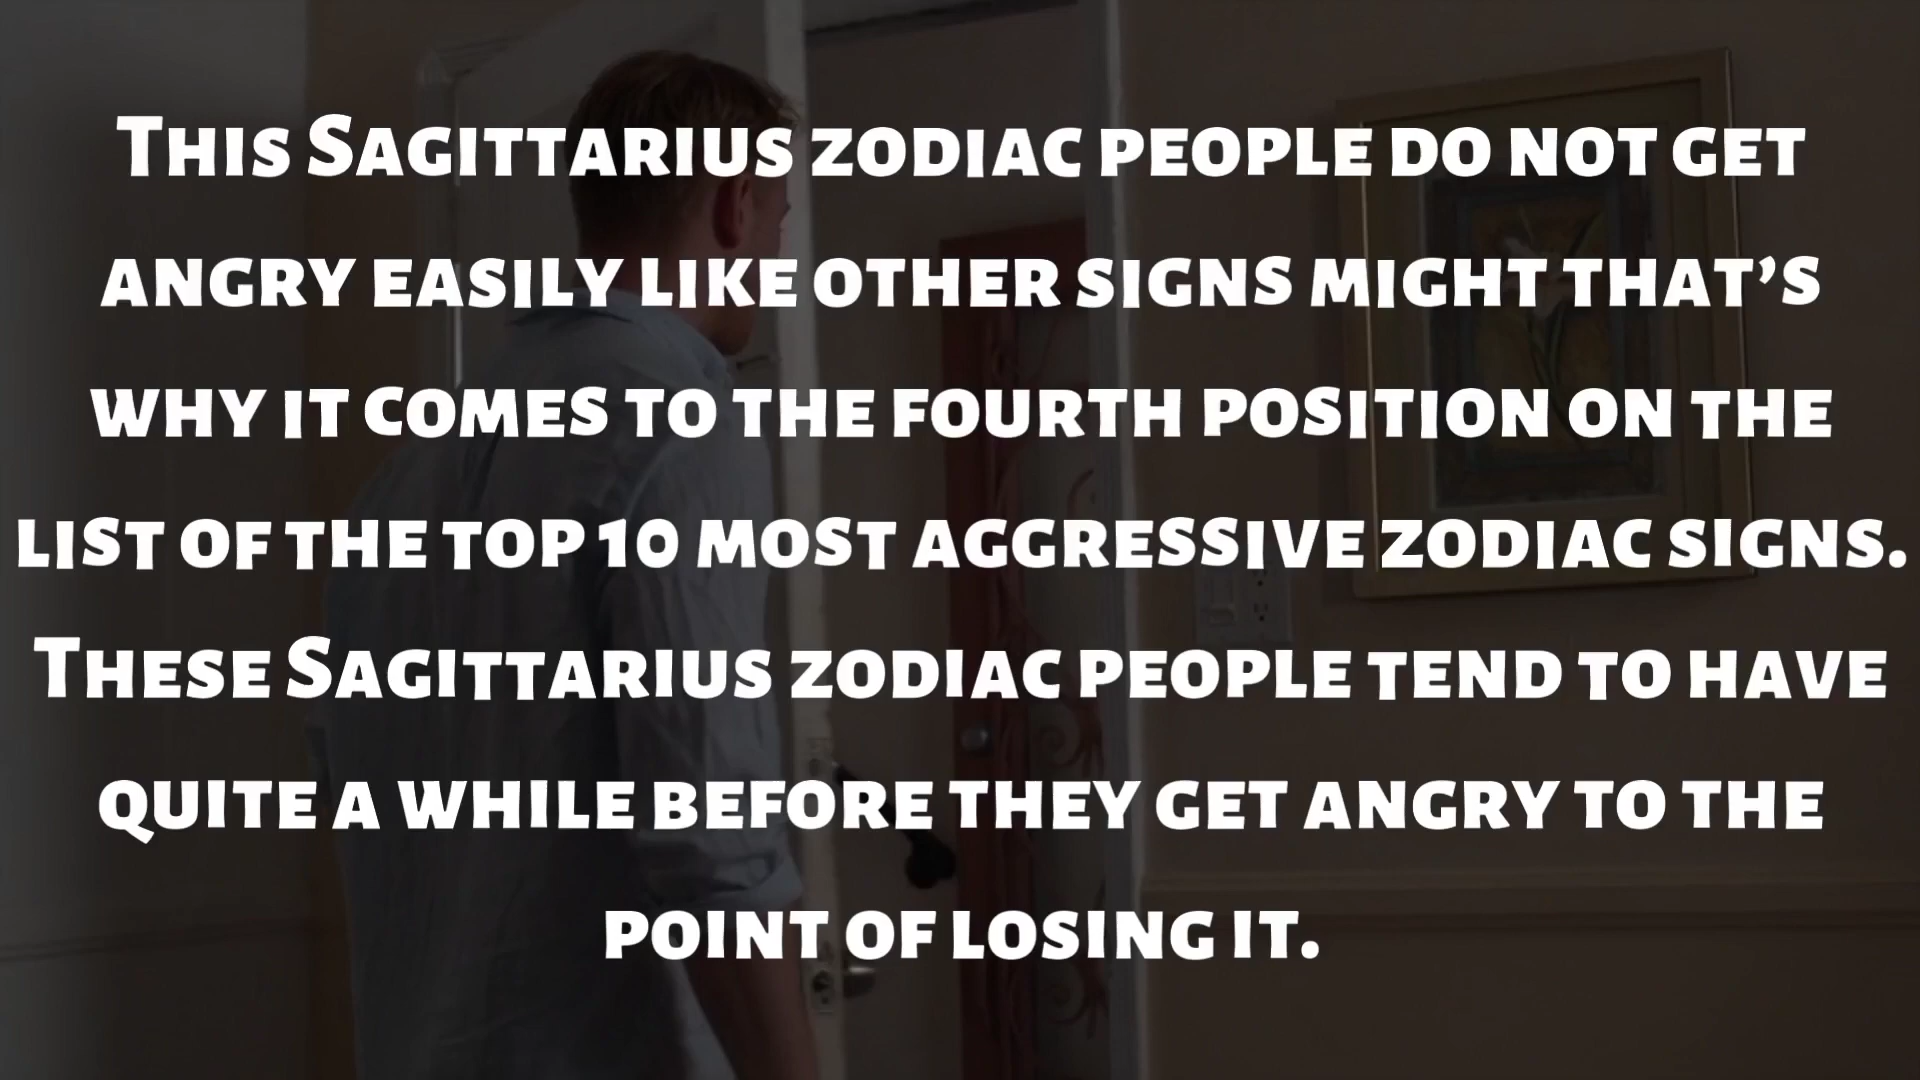 This Sagittarius zodiac people do not get
angry easily like other signs might that's
why it comes to the fourth position on the
list of the top 10 most aggressive zodiac signs.
These Sagittarius zodiac people tend to have
quite a while before they get angry to the
point of losing it.